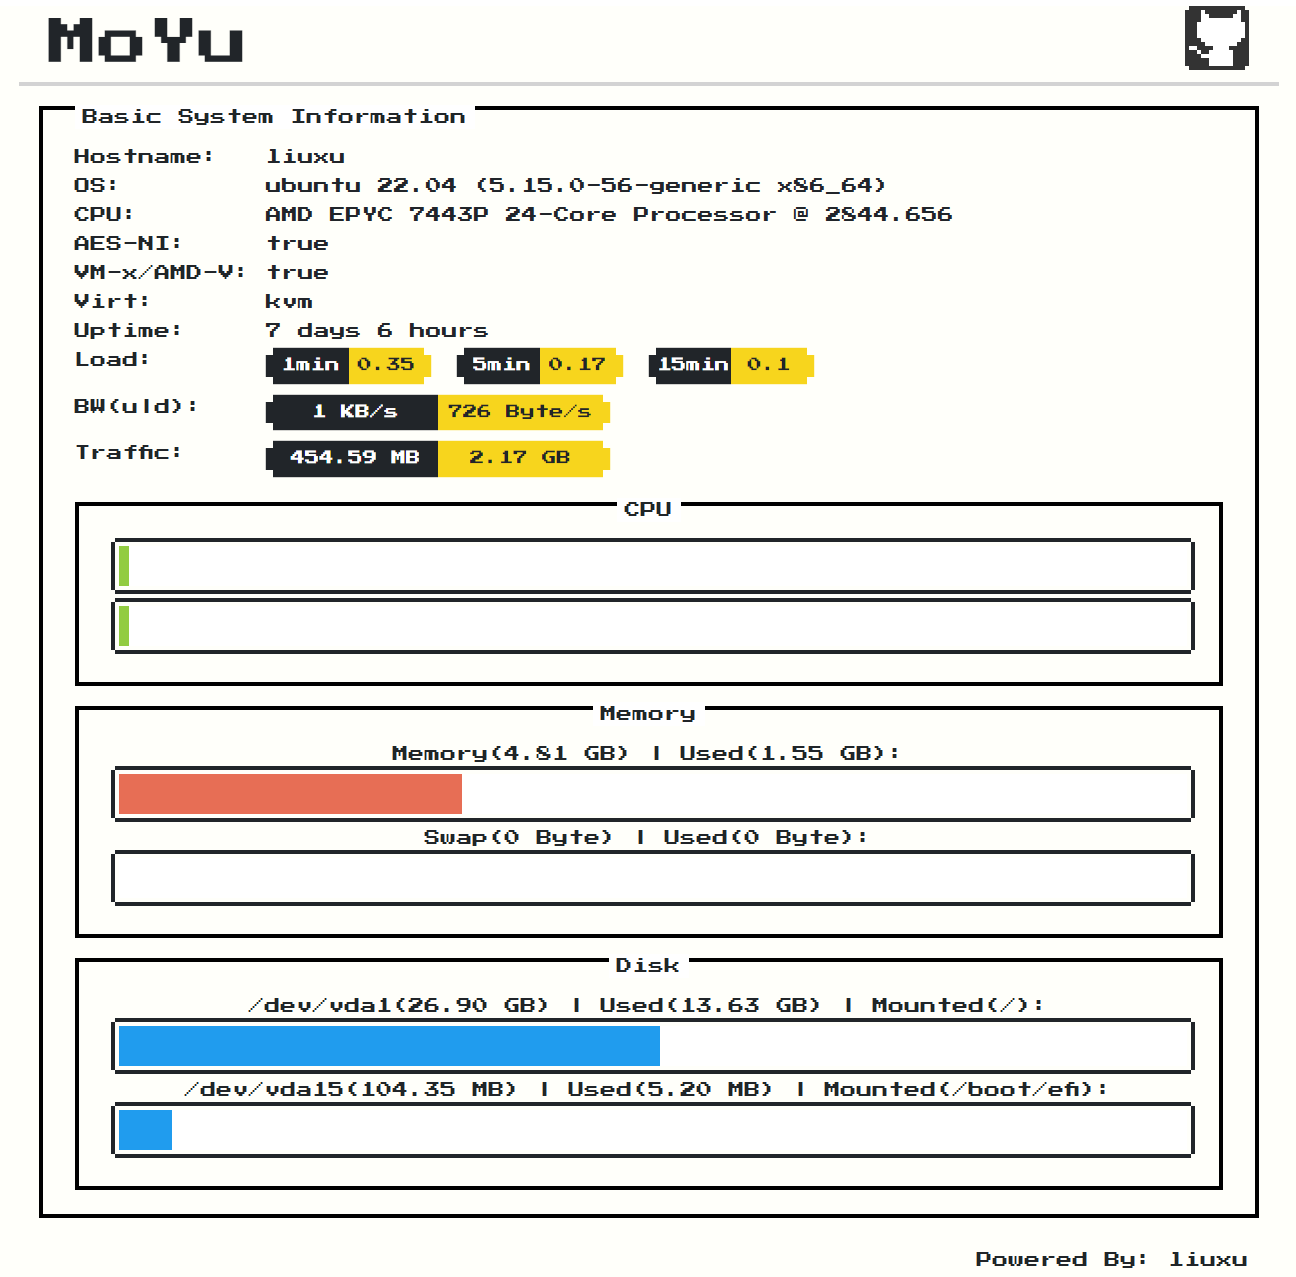 MoYu
Basic System Information
Hostname: liuxu
OS: ubuntu 22.04 (5.15.0-56-generic x86_64)
CPU: AMD EPYC 7443P 24-Core Processor @ 2844.656
AES-NI: true
VM-x/AMD-V: true
Virt: kvm
Uptime: 7 days 6 hours
Load: 1min 0.35 5min 0.17 15min 0.1
BW(u|d): 1 KB/s 726 Byte/s
Traffic: 454.59 MB 2.17 GB
CPU
Memory
Memory(4.81 GB) | Used(1.55 GB):
Swap(0 Byte) | Used(0 Byte):
Disk
/dev/vda1(26.90 GB) | Used(13.63 GB) | Mounted(/):
/dev/vda15(104.35 MB) | Used(5.20 MB) | Mounted(/boot/efi):
Powered By: liuxu